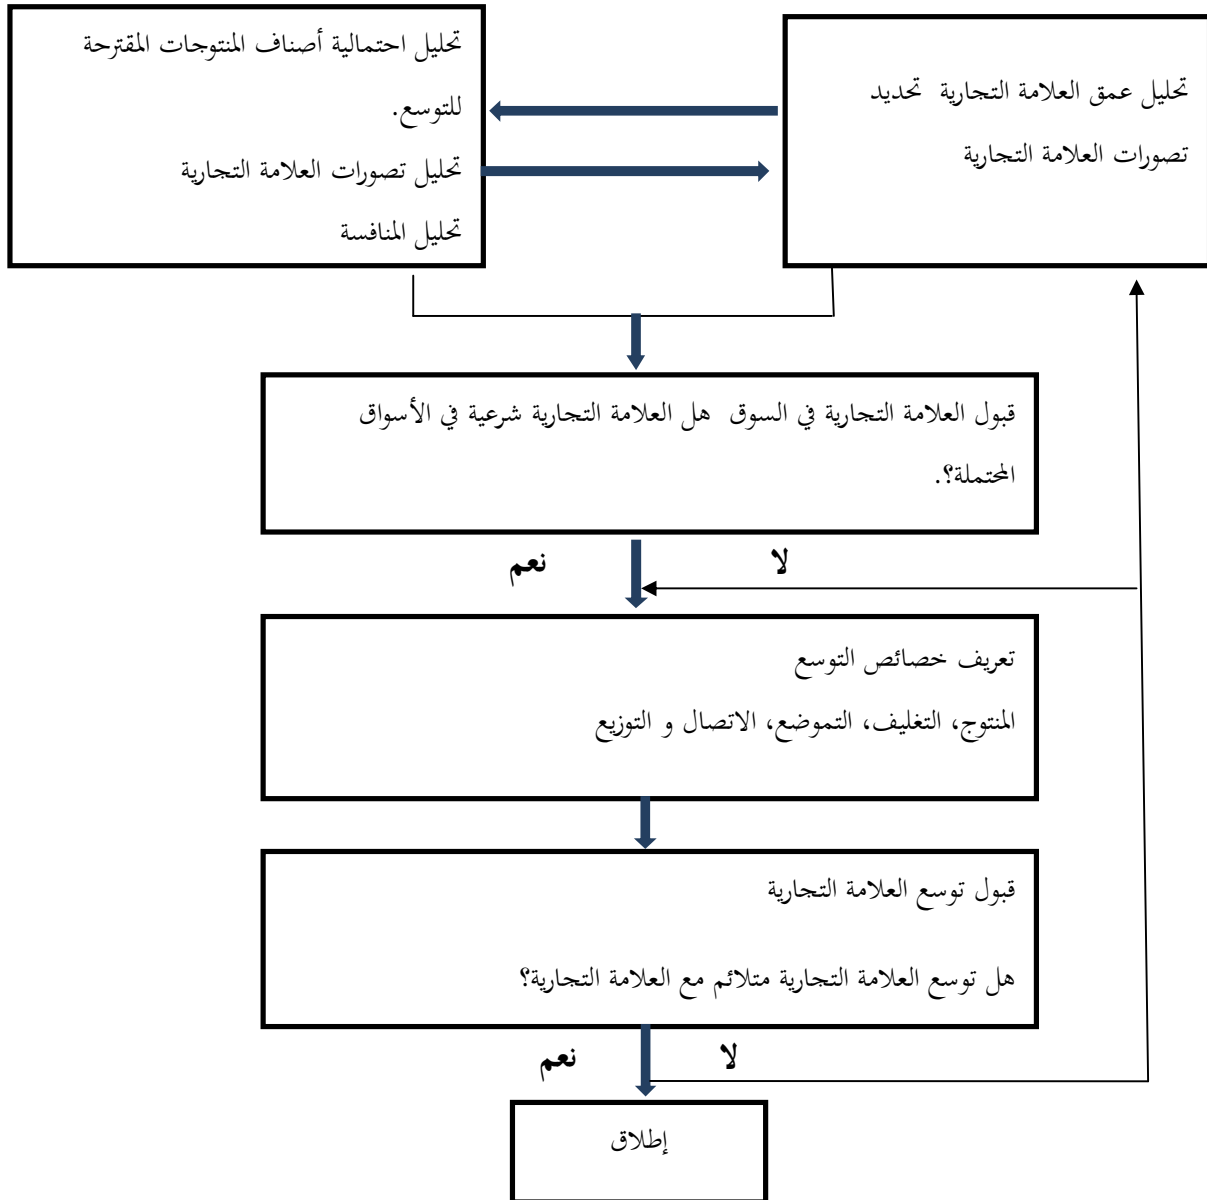 تحليل عمق العلامة التجارية تحديد
تصورات العلامة التجارية
تحليل احتمالية أصناف المنتوجات المقترحة
للتوسع.
تحليل تصورات العلامة التجارية
تحليل المنافسة
قبول العلامة التجارية في السوق هل العلامة التجارية شرعية في الأسواق
المحتملة؟.
لا
نعم
تعريف خصائص التوسع
المنتوج، التغليف، التموضع، الاتصال و التوزيع
قبول توسع العلامة التجارية
هل توسع العلامة التجارية متلائم مع العلامة التجارية؟
لا
نعم
إطلاق